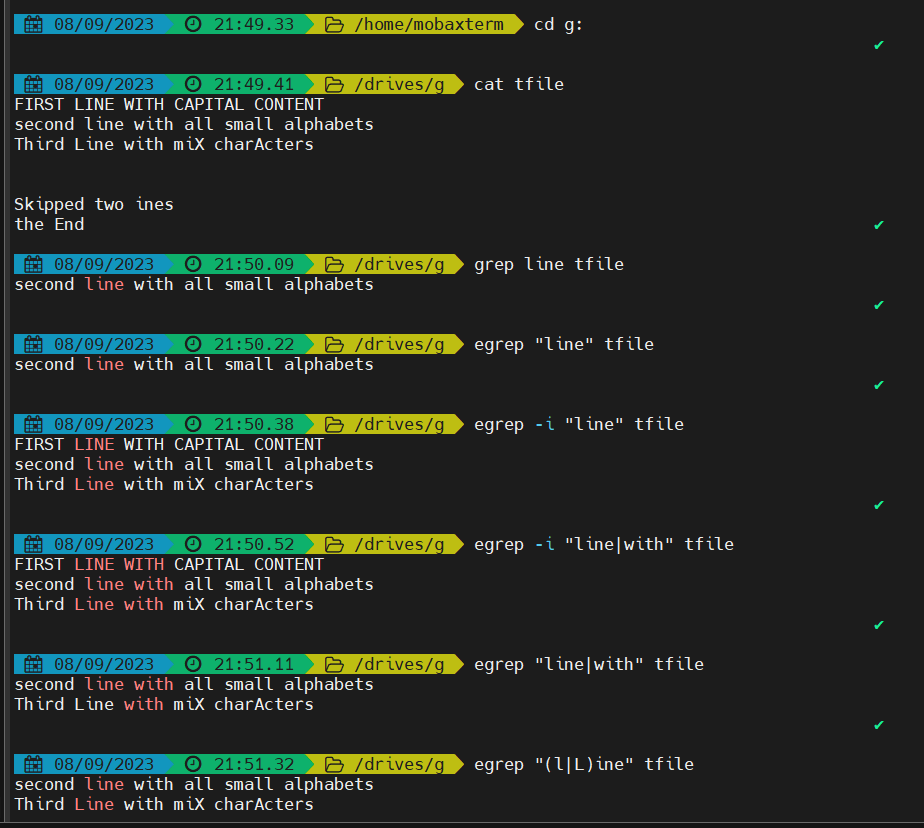 08/09/2023 21:49.33 /home/mobaxterm cd g:
✔
08/09/2023 21:49.41 /drives/g cat tfile
FIRST LINE WITH CAPITAL CONTENT
second line with all small alphabets
Third Line with miX charActers
Skipped two ines
the End ✔
08/09/2023 21:50.09 /drives/g grep line tfile
second line with all small alphabets
✔
08/09/2023 21:50.22 /drives/g egrep "line" tfile
second line with all small alphabets
✔
08/09/2023 21:50.38 /drives/g egrep -i "line" tfile
FIRST LINE WITH CAPITAL CONTENT
second line with all small alphabets
Third Line with miX charActers
✔
08/09/2023 21:50.52 /drives/g egrep -i "line|with" tfile
FIRST LINE WITH CAPITAL CONTENT
second line with all small alphabets
Third Line with miX charActers
✔
08/09/2023 21:51.11 /drives/g egrep "line|with" tfile
second line with all small alphabets
Third Line with miX charActers
✔
08/09/2023 21:51.32 /drives/g egrep "(l|L)ine" tfile
second line with all small alphabets
Third Line with miX charActers